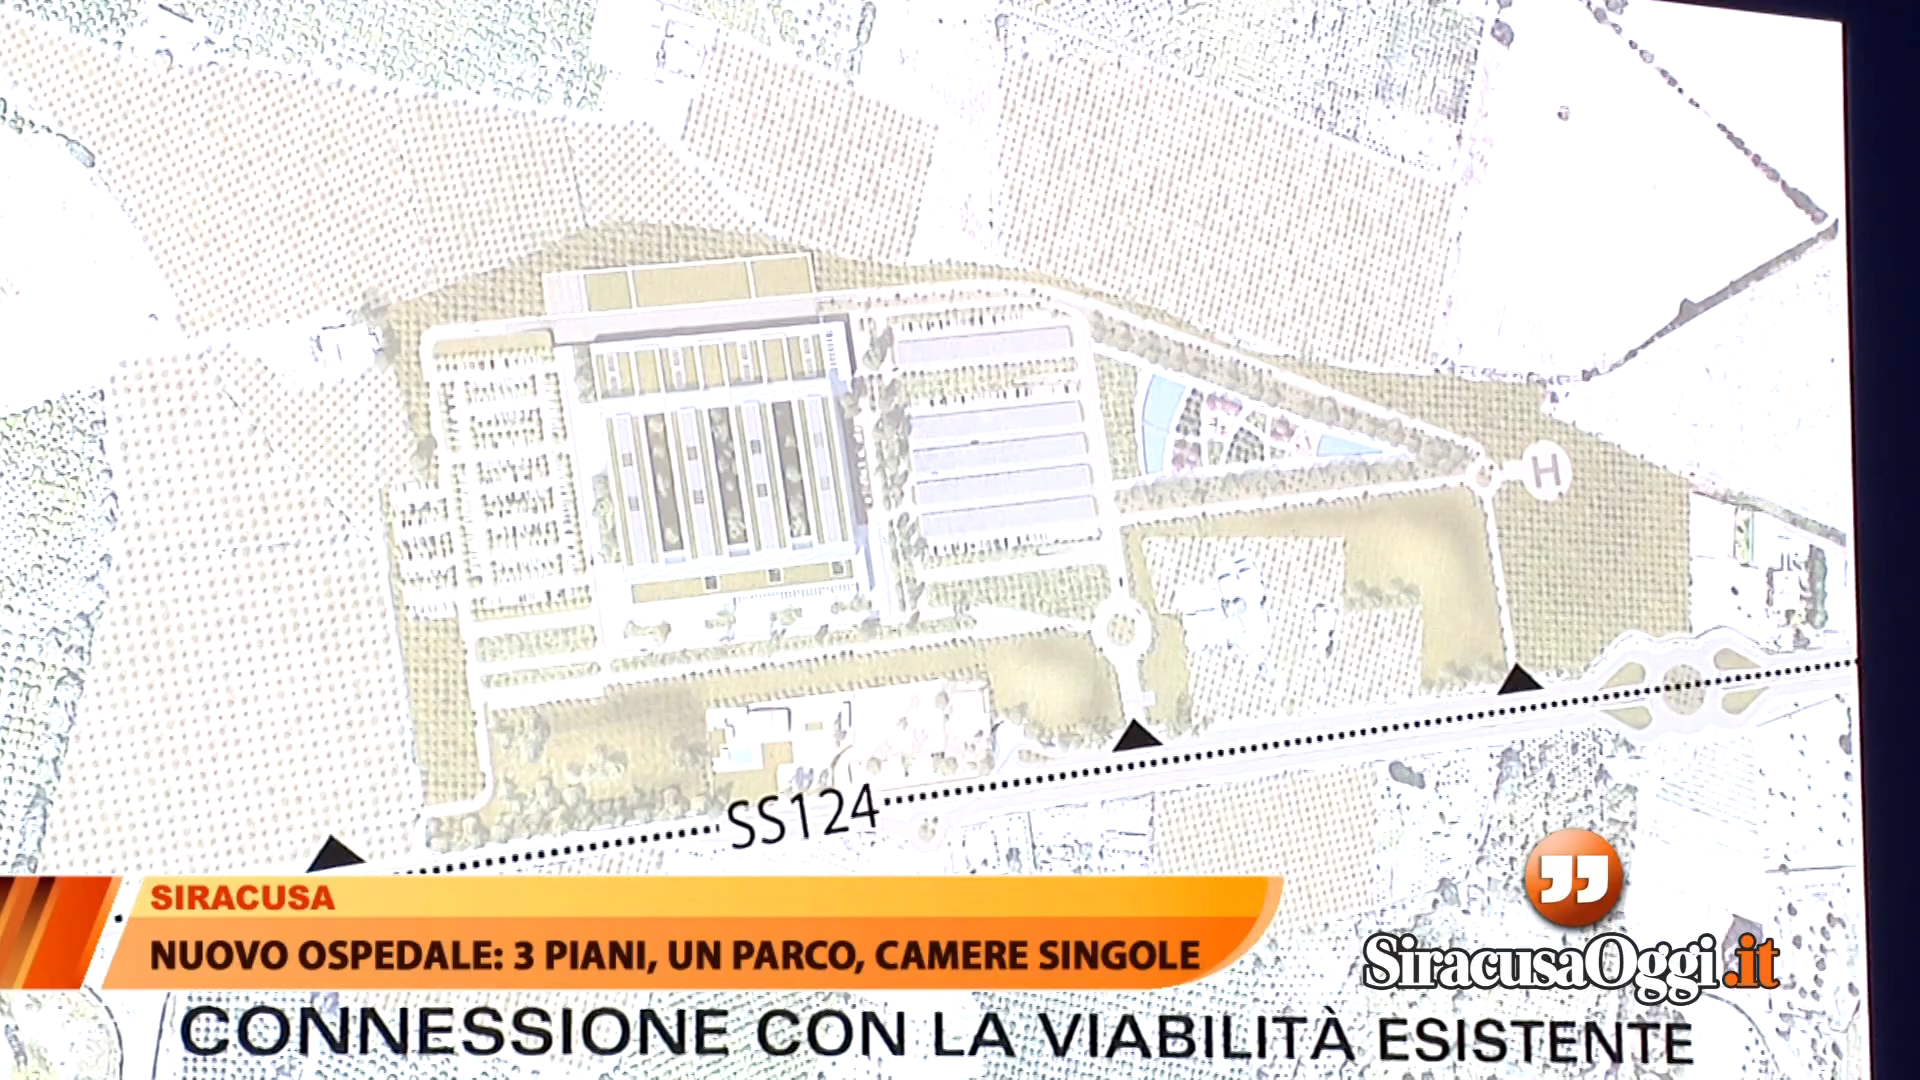 H
SS124
SIRACUSA
NUOVO OSPEDALE: 3 PIANI, UN PARCO, CAMERE SINGOLE
SiracusaOggi.it
CONNESSIONE CON LA VIABILITÀ ESISTENTE